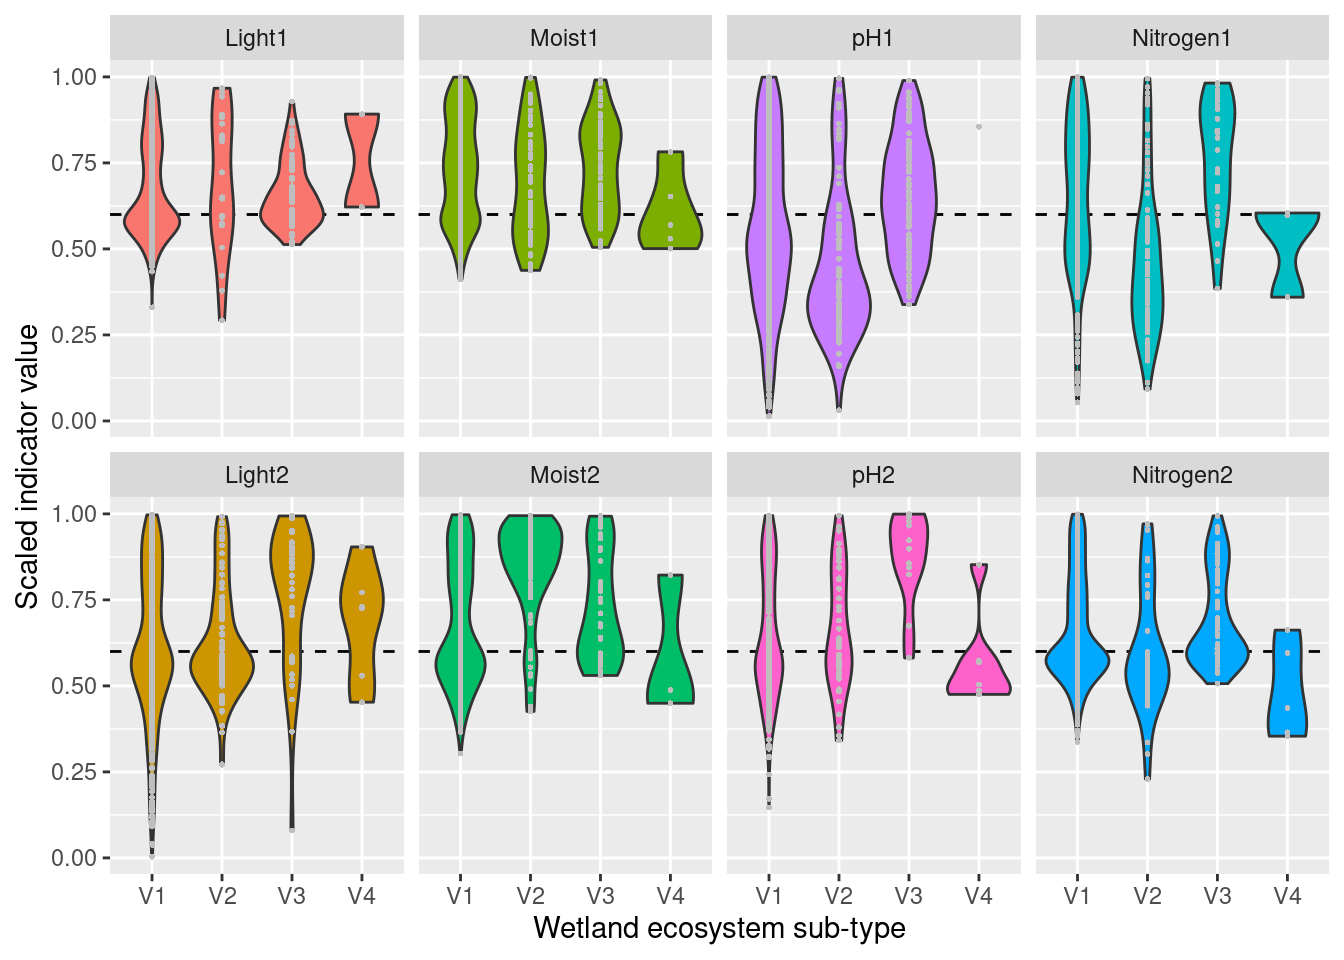 Light1 Moist1 pH1 Nitrogen1
1.00
0.75
0.50
0.25
0.00
Light2 Moist2 pH2 Nitrogen2
1.00
0.75
0.50
0.25
0.00
V1 V2 V3 V4 V1 V2 V3 V4 V1 V2 V3 V4 V1 V2 V3 V4
Wetland ecosystem sub-type
Scaled indicator value